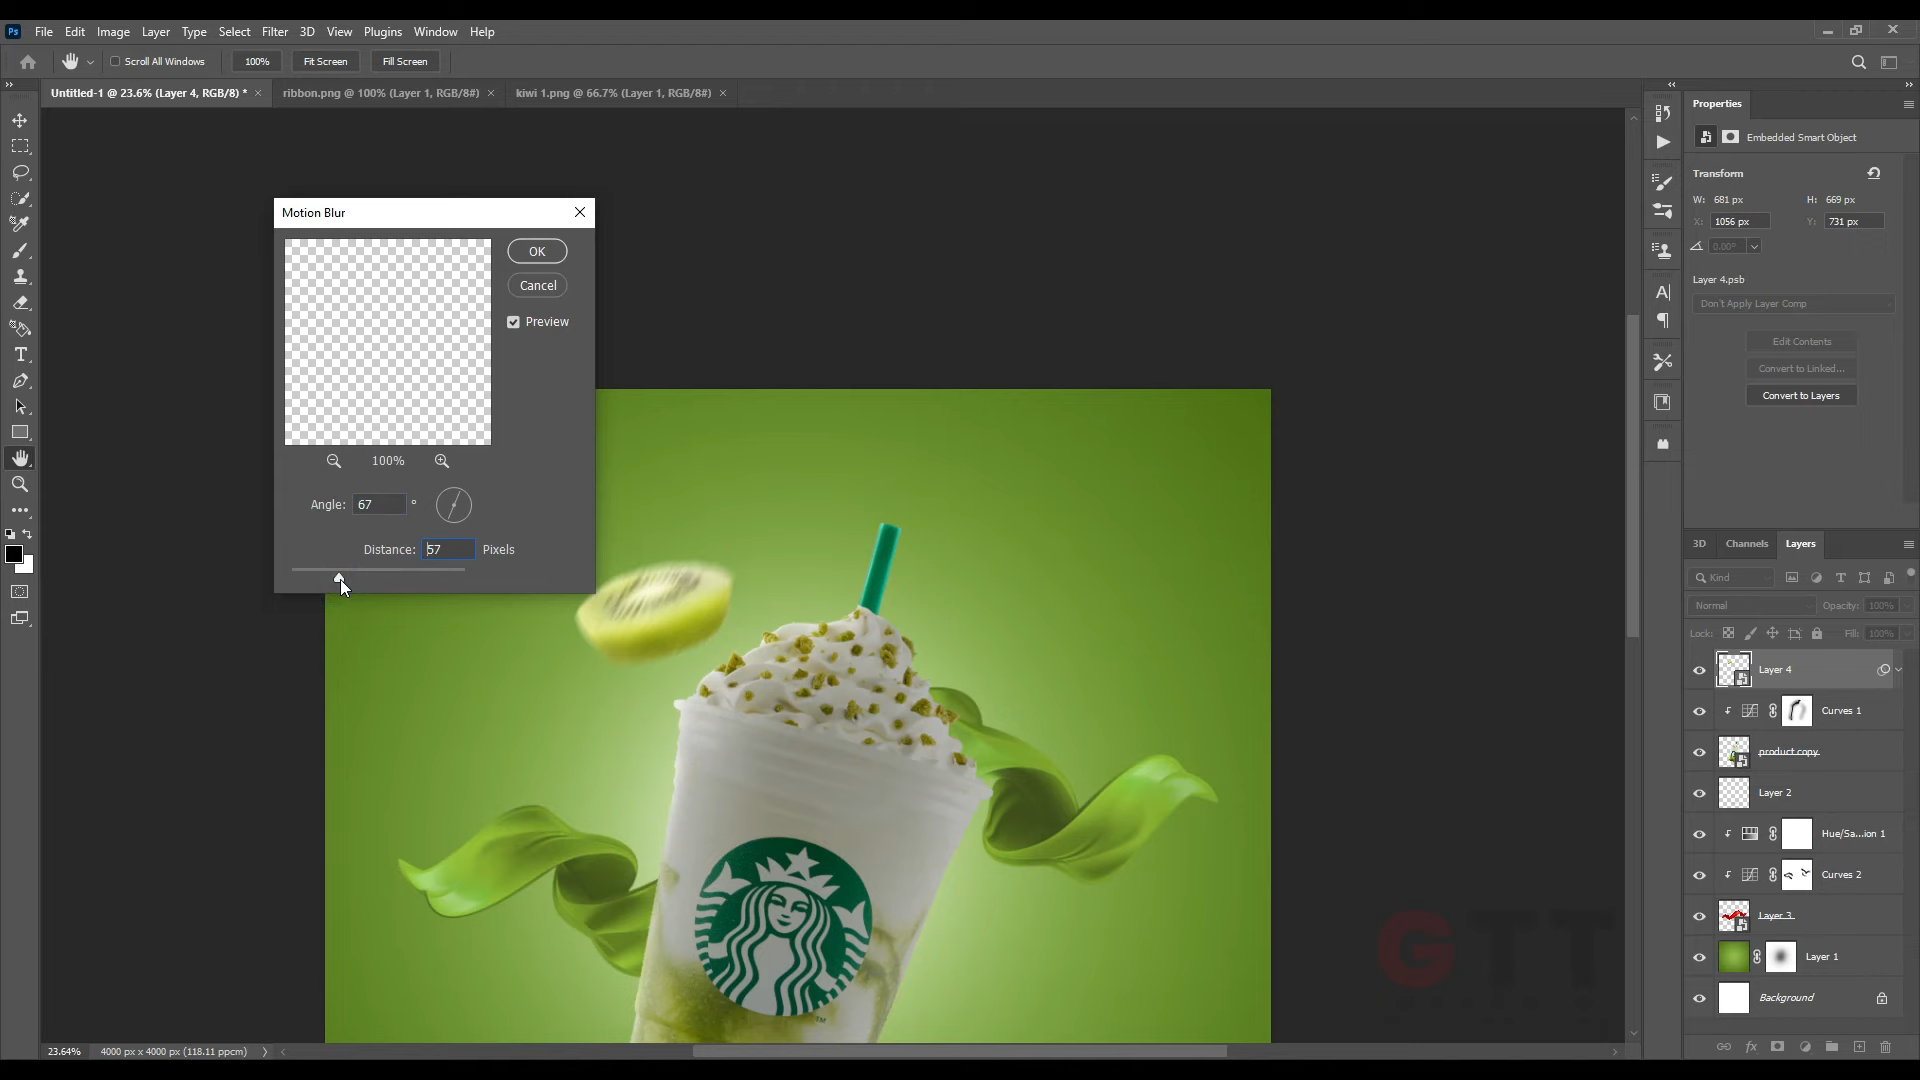 Ps File Edit Image Layer Type Select Filter 3D View Plugins Window Help
Scroll All Windows 100% Fit Screen Fill Screen
Untitled-1 @ 23.6% (Layer 4, RGB/8) *
ribbon.png @ 100% (Layer 1, RGB/8#)
kiwi 1.png @ 66.7% (Layer 1, RGB/8#)
Motion Blur
OK
Cancel
Preview
100%
Angle: 67 °
Distance: 57 Pixels
TM
GTT
23.64% 4000 px x 4000 px (118.11 ppcm)
Properties
Embedded Smart Object
Transform
W: 681 px H: 669 px
X: 1056 px Y: 731 px
0.00°
Layer 4.psb
Don't Apply Layer Comp
Edit Contents
Convert to Linked...
Convert to Layers
3D Channels Layers
Kind
Normal Opacity: 100%
Lock: Fill: 100%
Layer 4
Curves 1
product copy
Layer 2
Hue/Sa...ion 1
Curves 2
Layer 3
Layer 1
Background